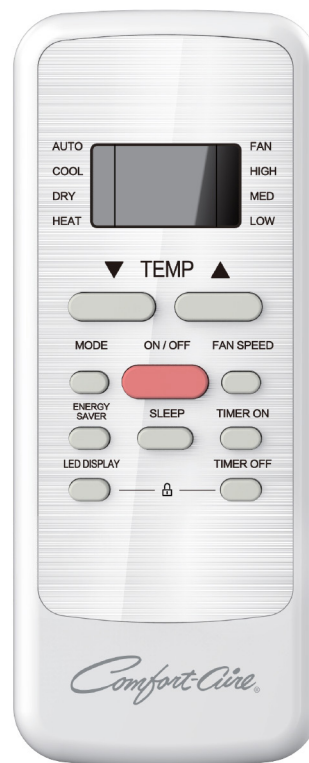 AUTO FAN
COOL HIGH
DRY MED
HEAT LOW
▼ TEMP ▲
MODE ON / OFF FAN SPEED
ENERGY
SAVER SLEEP TIMER ON
LED DISPLAY TIMER OFF
Comfort-Aire®